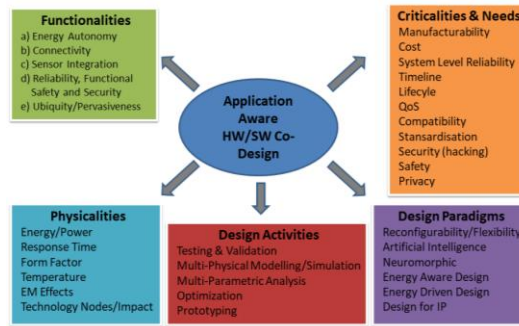 Functionalities
a) Energy Autonomy
b) Connectivity
c) Sensor Integration
d) Reliability, Functional
Safety and Security
e) Ubiquity/Pervasiveness
Criticalities & Needs
Manufacturability
Cost
System Level Reliability
Timeline
Lifecyle
QoS
Compatibility
Stansardisation
Security (hacking)
Safety
Privacy
Application
Aware
HW/SW Co-
Design
Physicalities
Energy/Power
Response Time
Form Factor
Temperature
EM Effects
Technology Nodes/Impact
Design Activities
Testing & Validation
Multi-Physical Modelling/Simulation
Multi-Parametric Analysis
Optimization
Prototyping
Design Paradigms
Reconfigurability/Flexibility
Artificial Intelligence
Neuromorphic
Energy Aware Design
Energy Driven Design
Design for IP